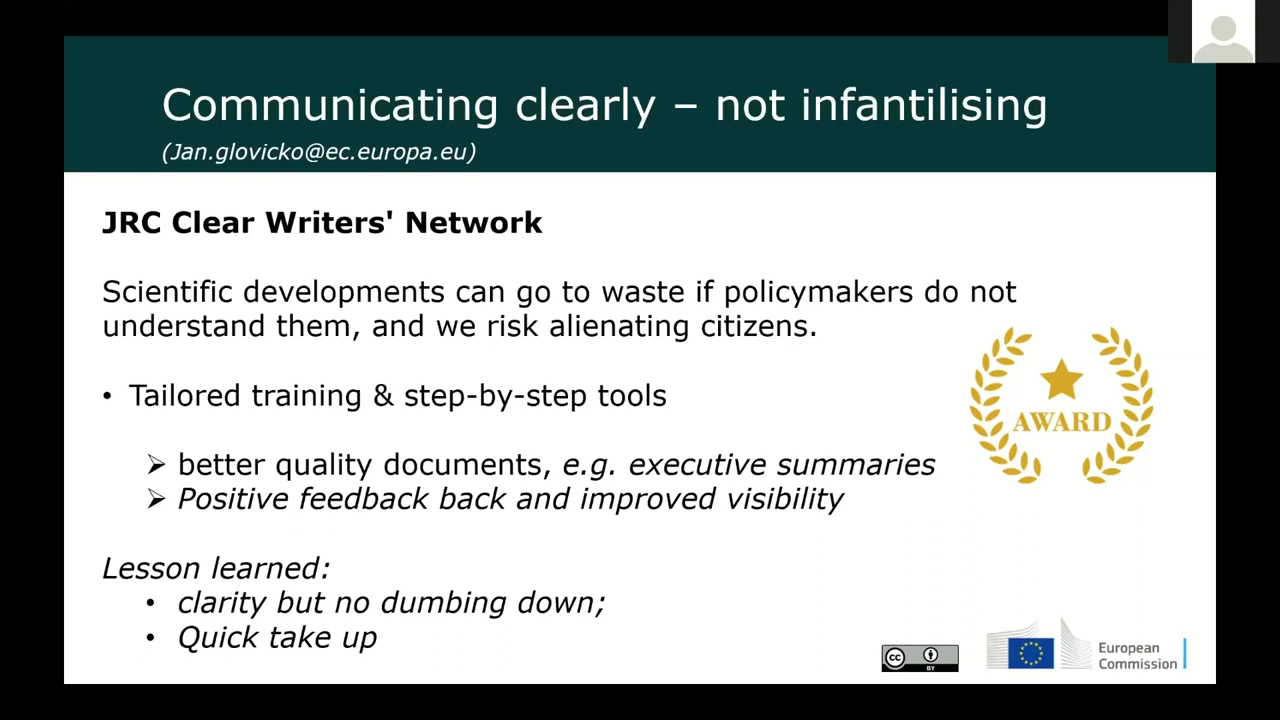 Communicating clearly – not infantilising
(Jan.glovicko@ec.europa.eu)
JRC Clear Writers' Network
Scientific developments can go to waste if policymakers do not
understand them, and we risk alienating citizens.
• Tailored training & step-by-step tools
➢ better quality documents, e.g. executive summaries
➢ Positive feedback back and improved visibility
AWARD
Lesson learned:
• clarity but no dumbing down;
• Quick take up
cc
BY
European
Commission